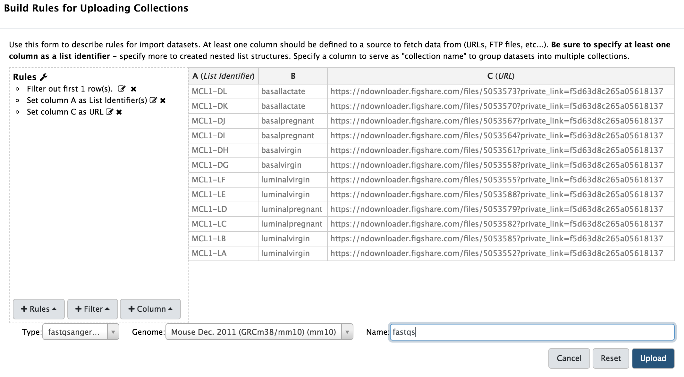 Build Rules for Uploading Collections
Use this form to describe rules for import datasets. At least one column should be defined to a source to fetch data from (URLs, FTP files, etc...). Be sure to specify at least one
column as a list identifier - specify more to created nested list structures. Specify a column to serve as "collection name" to group datasets into multiple collections.
Rules
Filter out first 1 row(s).
Set column A as List Identifier(s)
Set column C as URL
A (List Identifier) B C (URL)
MCL1-DL basallactate https://ndownloader.figshare.com/files/5053573?private_link=f5d63d8c265a05618137
MCL1-DK basallactate https://ndownloader.figshare.com/files/5053570?private_link=f5d63d8c265a05618137
MCL1-DJ basalpregnant https://ndownloader.figshare.com/files/5053567?private_link=f5d63d8c265a05618137
MCL1-DI basalpregnant https://ndownloader.figshare.com/files/5053564?private_link=f5d63d8c265a05618137
MCL1-DH basalvirgin https://ndownloader.figshare.com/files/5053561?private_link=f5d63d8c265a05618137
MCL1-DG basalvirgin https://ndownloader.figshare.com/files/5053558?private_link=f5d63d8c265a05618137
MCL1-LF luminalvirgin https://ndownloader.figshare.com/files/5053555?private_link=f5d63d8c265a05618137
MCL1-LE luminalvirgin https://ndownloader.figshare.com/files/5053588?private_link=f5d63d8c265a05618137
MCL1-LD luminalpregnant https://ndownloader.figshare.com/files/5053579?private_link=f5d63d8c265a05618137
MCL1-LC luminalpregnant https://ndownloader.figshare.com/files/5053582?private_link=f5d63d8c265a05618137
MCL1-LB luminalvirgin https://ndownloader.figshare.com/files/5053585?private_link=f5d63d8c265a05618137
MCL1-LA luminalvirgin https://ndownloader.figshare.com/files/5053552?private_link=f5d63d8c265a05618137
+ Rules + Filter + Column
Type: fastqsanger... Genome: Mouse Dec. 2011 (GRCm38/mm10) (mm10) Name: fastqs
Cancel Reset Upload